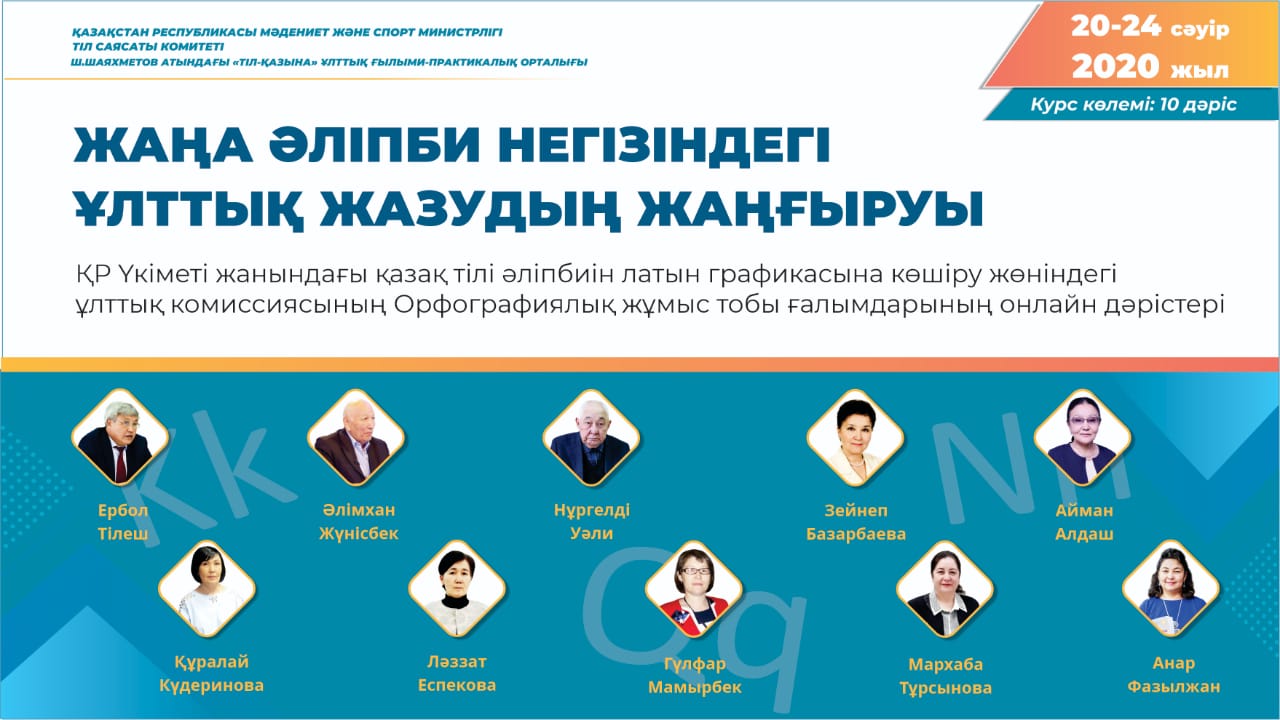 ҚАЗАҚСТАН РЕСПУБЛИКАСЫ МӘДЕНИЕТ ЖӘНЕ СПОРТ МИНИСТРЛІГІ
ТІЛ САЯСАТЫ КОМИТЕТІ
Ш.ШАЯХМЕТОВ АТЫНДАҒЫ «ТІЛ-ҚАЗЫНА» ҰЛТТЫҚ ҒЫЛЫМИ-ПРАКТИКАЛЫҚ ОРТАЛЫҒЫ
20-24 сәуір
2020 жыл
Курс көлемі: 10 дәріс
ЖАҢА ӘЛІПБИ НЕГІЗІНДЕГІ
ҰЛТТЫҚ ЖАЗУДЫҢ ЖАҢҒЫРУЫ
ҚР Үкіметі жанындағы қазақ тілі әліпбиін латын графикасына көшіру жөніндегі
ұлттық комиссиясының Орфографиялық жұмыс тобы ғалымдарының онлайн дәрістері
Kk
Nn
Qq
Ербол
Тілеш
Әлімхан
Жүнісбек
Нұргелді
Уәли
Зейнеп
Базарбаева
Айман
Алдаш
Құралай
Күдеринова
Ләззат
Еспекова
Гүлфар
Мамырбек
Мархаба
Тұрсынова
Анар
Фазылжан